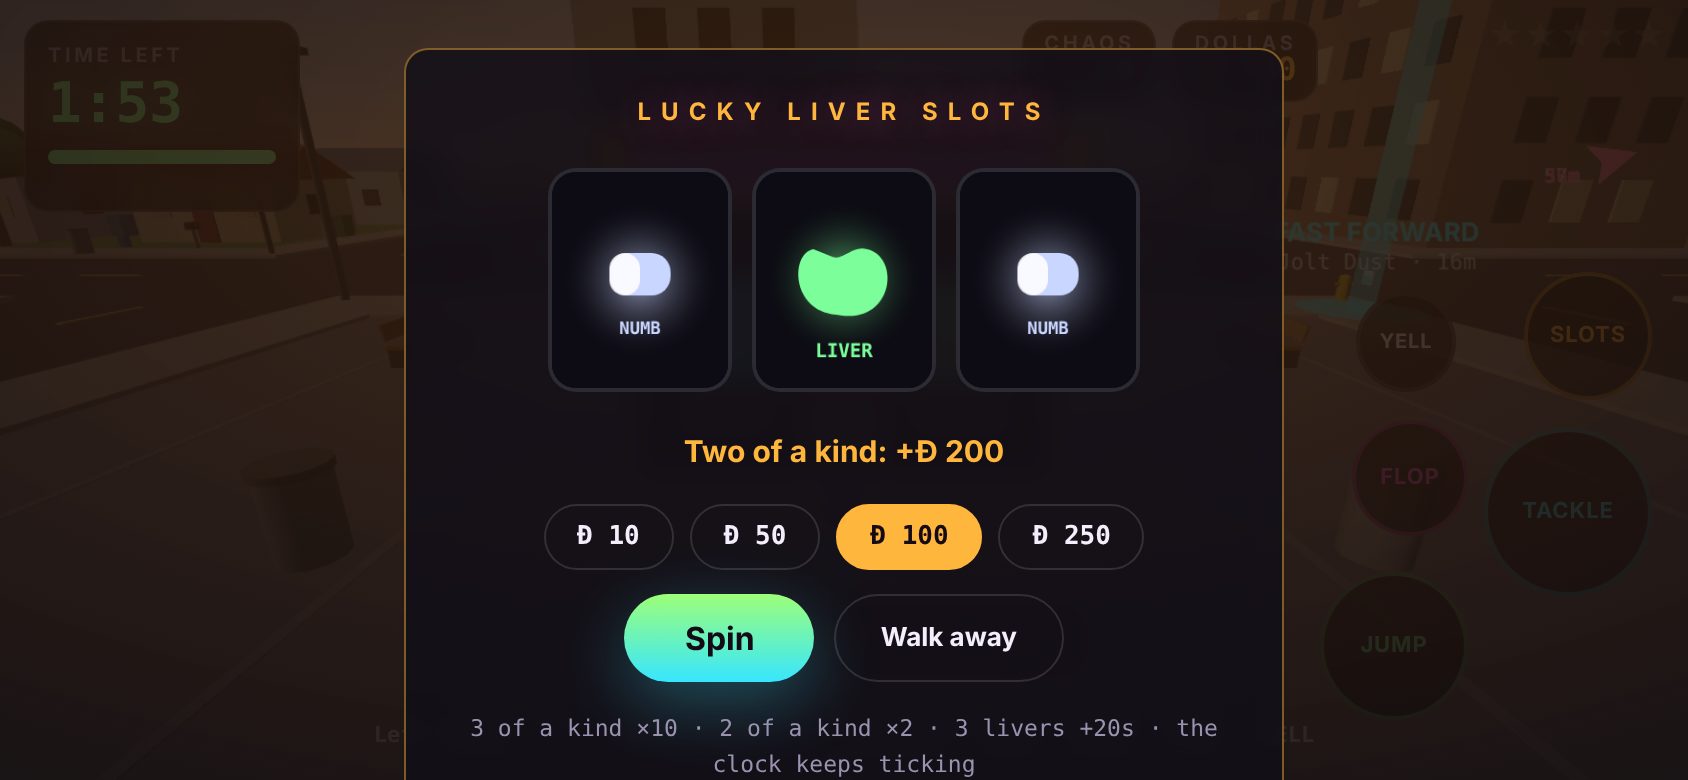 TIME LEFT
1:53
CHAOS
DOLLAS
0
LUCKY LIVER SLOTS
NUMB
LIVER
NUMB
FAST FORWARD
Jolt Dust · 16m
Two of a kind: +Đ 200
Đ 10
Đ 50
Đ 100
Đ 250
Spin
Walk away
3 of a kind ×10 · 2 of a kind ×2 · 3 livers +20s · the
clock keeps ticking
YELL
SLOTS
FLOP
TACKLE
JUMP